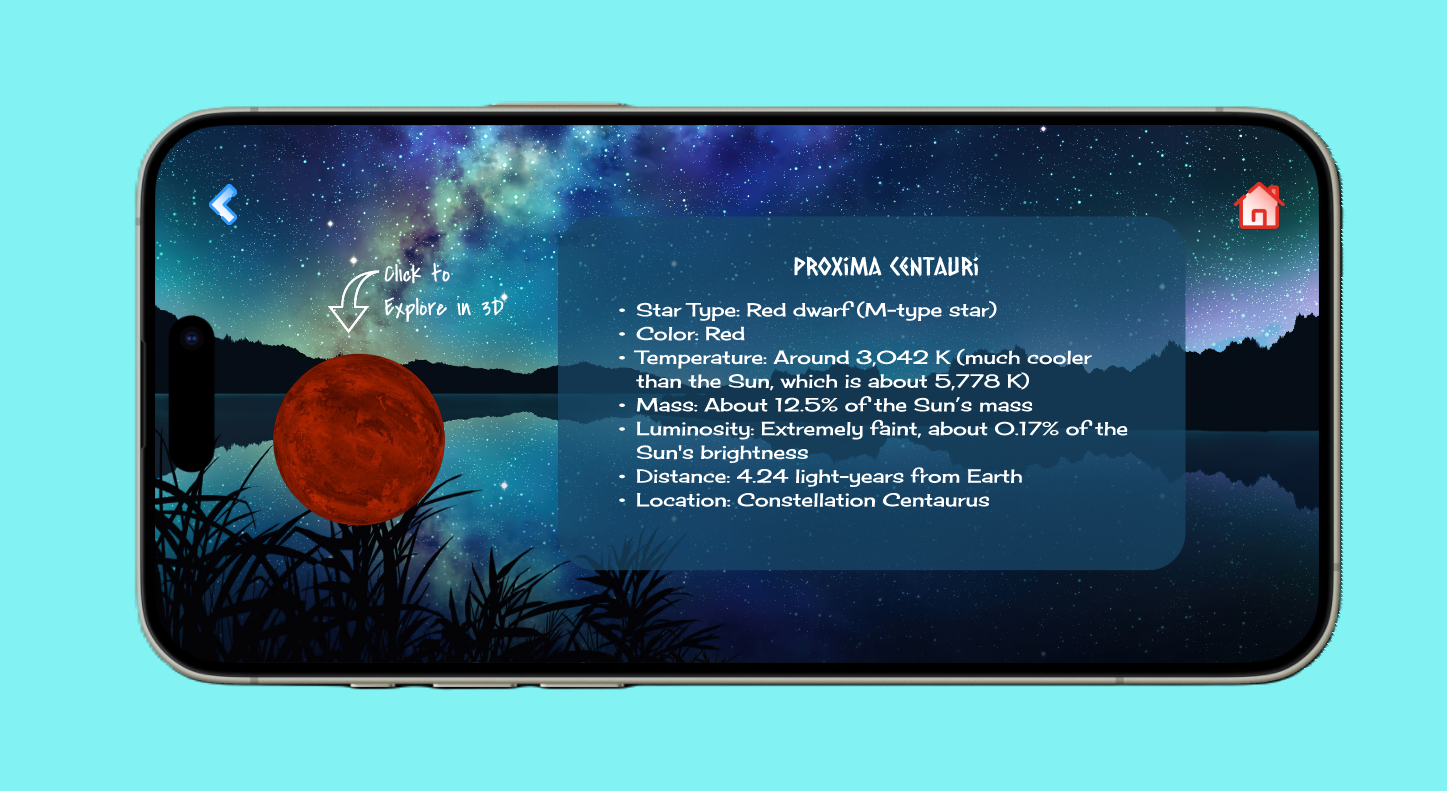 Click to
Explore in 3D
PROXIMA CENTAURI
• Star Type: Red dwarf (M-type star)
• Color: Red
• Temperature: Around 3,042 K (much cooler
than the Sun, which is about 5,778 K)
• Mass: About 12.5% of the Sun’s mass
• Luminosity: Extremely faint, about 0.17% of the
Sun's brightness
• Distance: 4.24 light-years from Earth
• Location: Constellation Centaurus